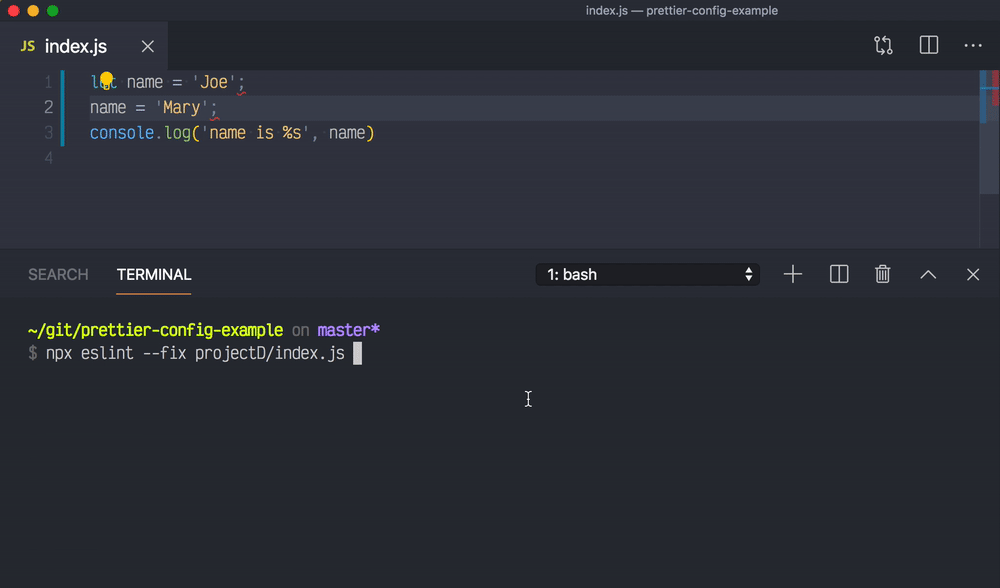 index.js — prettier-config-example
JS index.js
1 let name = 'Joe';
2 name = 'Mary';
3 console.log('name is %s', name)
4
SEARCH TERMINAL 1: bash
~/git/prettier-config-example on master*
$ npx eslint --fix projectD/index.js